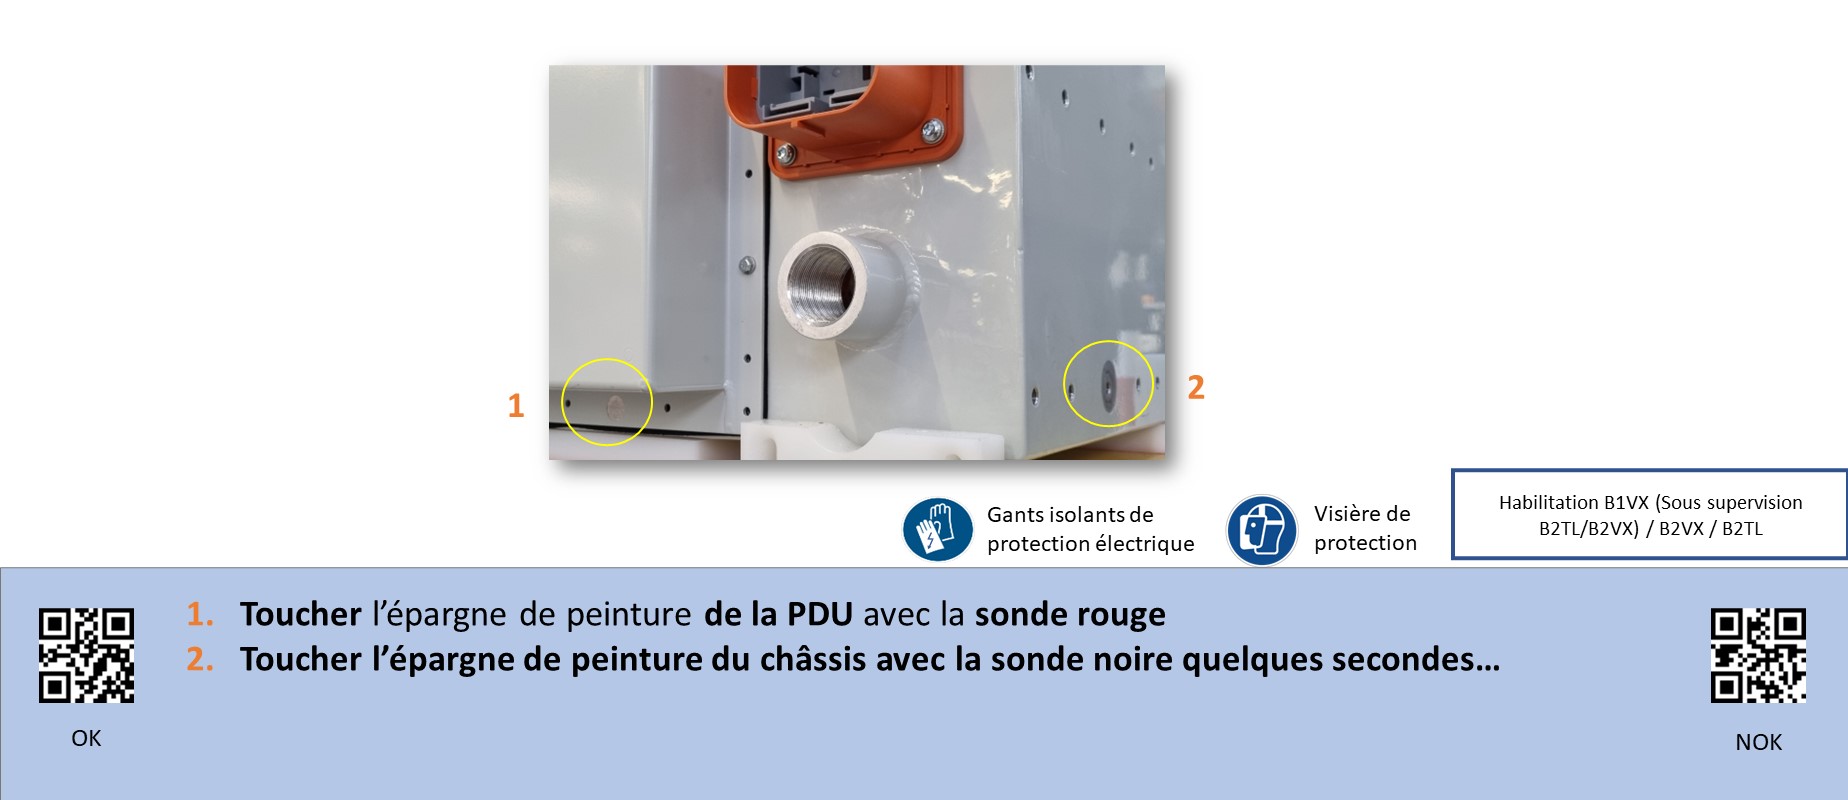 1
2
Gants isolants de
protection électrique
Visière de
protection
Habilitation B1VX (Sous supervision
B2TL/B2VX) / B2VX / B2TL
1. Toucher l’épargne de peinture de la PDU avec la sonde rouge
2. Toucher l’épargne de peinture du châssis avec la sonde noire quelques secondes…
OK
NOK